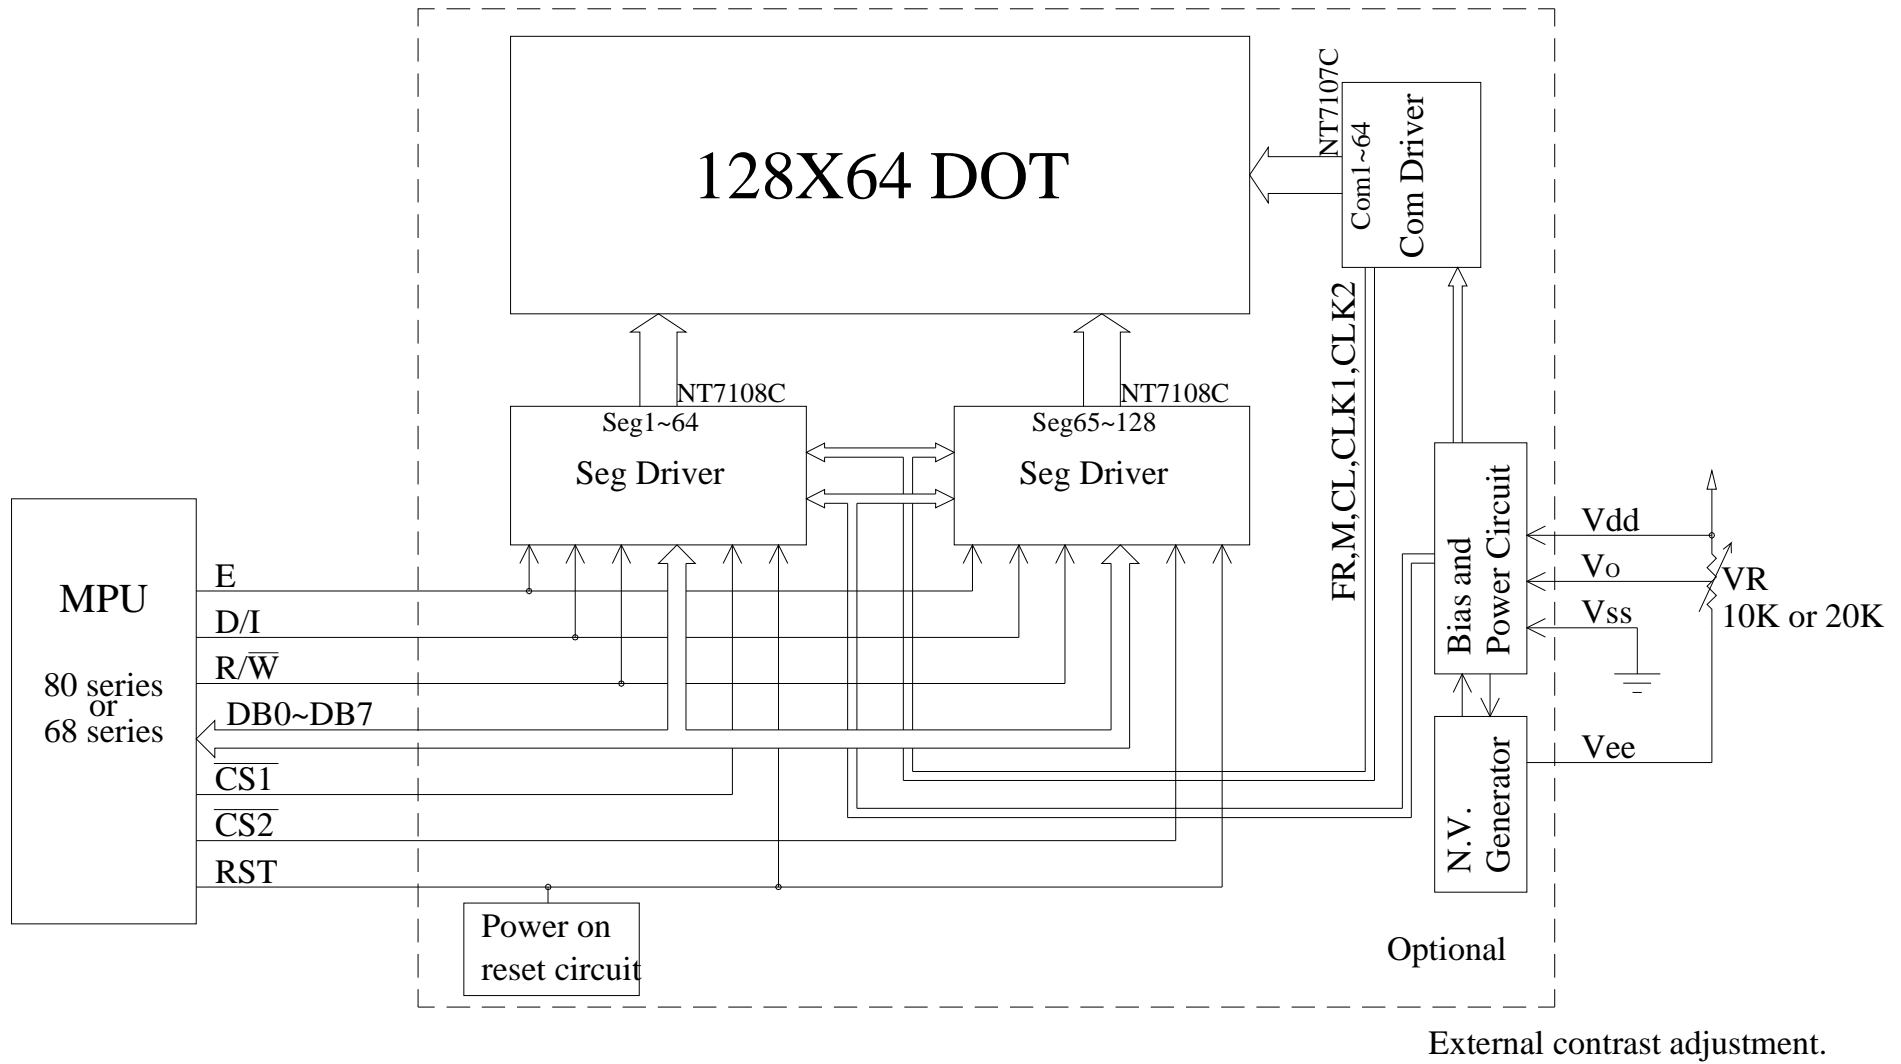 128X64 DOT
NT7107C
Com1~64
Com Driver
FR,M,CL,CLK1,CLK2
NT7108C
Seg1~64
Seg Driver
NT7108C
Seg65~128
Seg Driver
MPU
80 series
or
68 series
E
D/I
R/W̅
DB0~DB7
C̅S̅1̅
C̅S̅2̅
RST
Power on
reset circuit
Bias and
Power Circuit
N.V.
Generator
Vdd
Vo
Vss
Vee
VR
10K or 20K
Optional
External contrast adjustment.